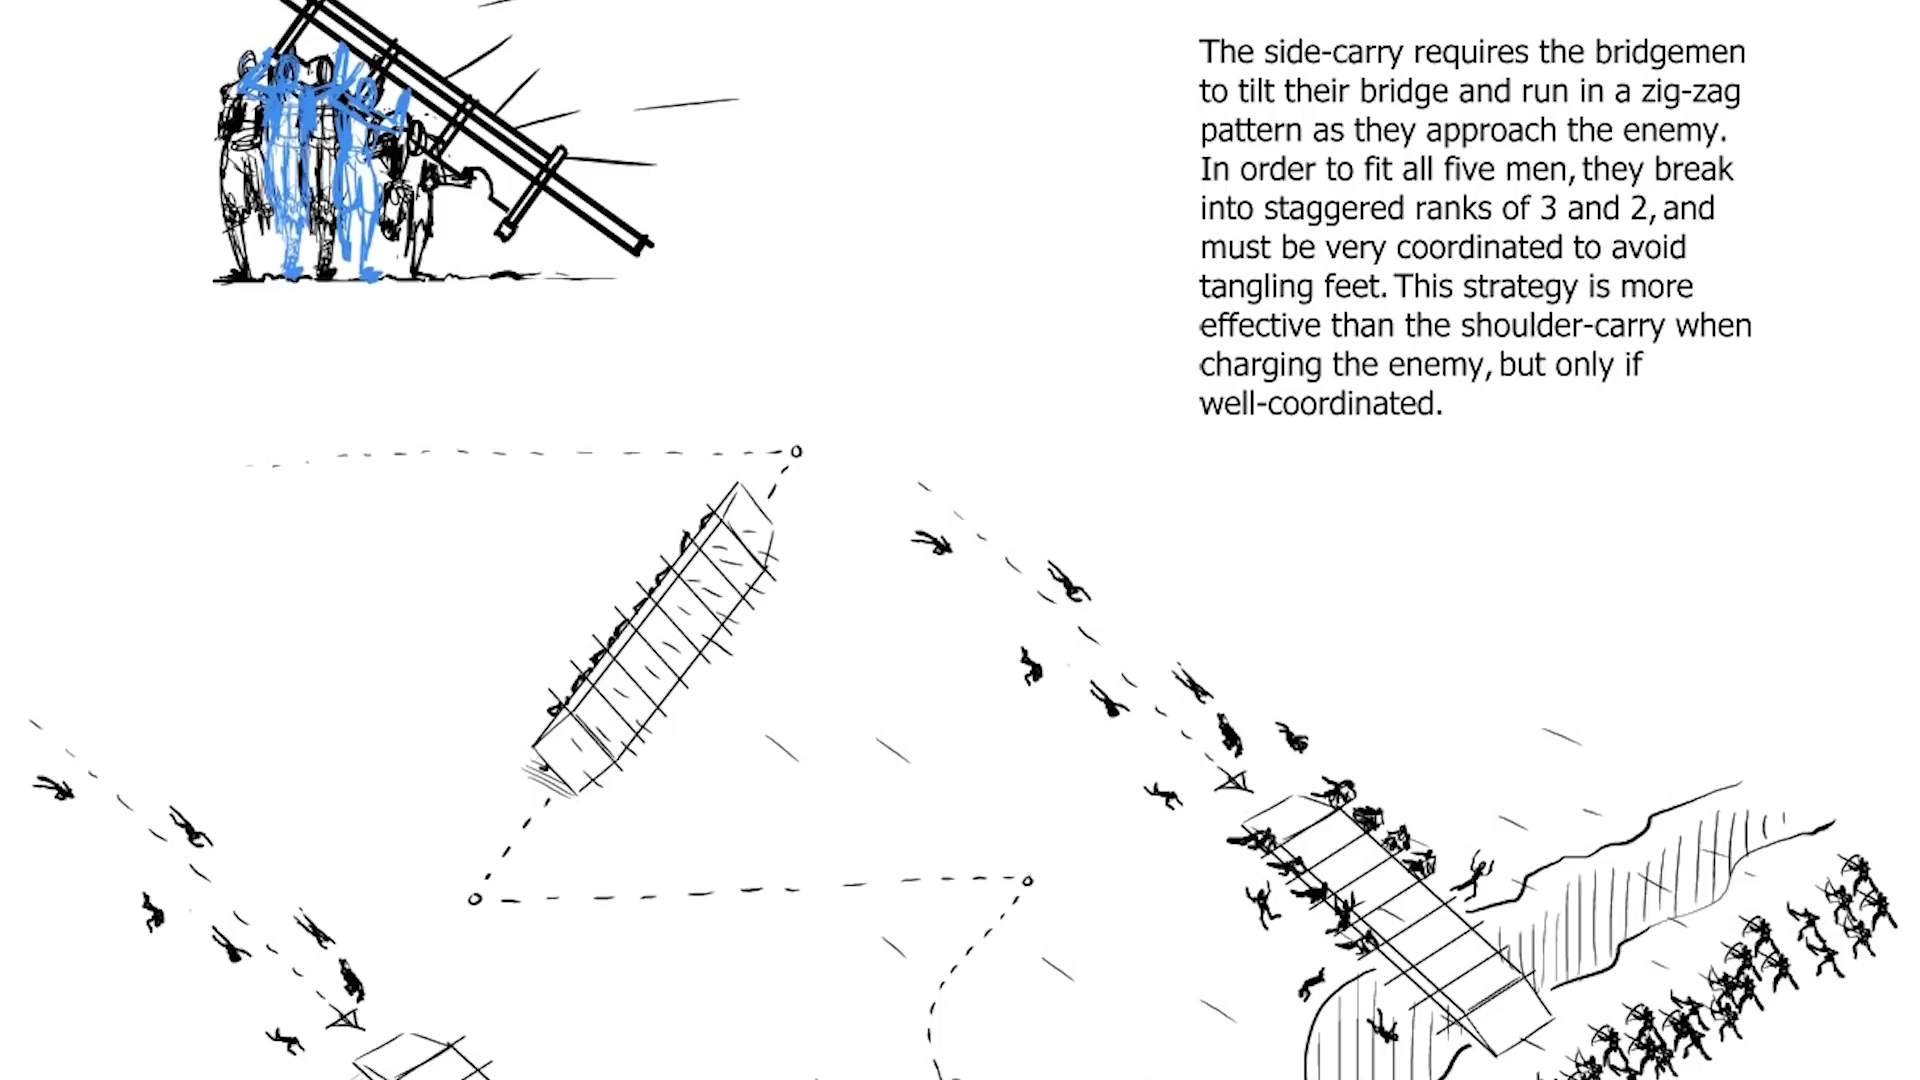 The side-carry requires the bridgemen
to tilt their bridge and run in a zig-zag
pattern as they approach the enemy.
In order to fit all five men, they break
into staggered ranks of 3 and 2, and
must be very coordinated to avoid
tangling feet. This strategy is more
effective than the shoulder-carry when
charging the enemy, but only if
well-coordinated.